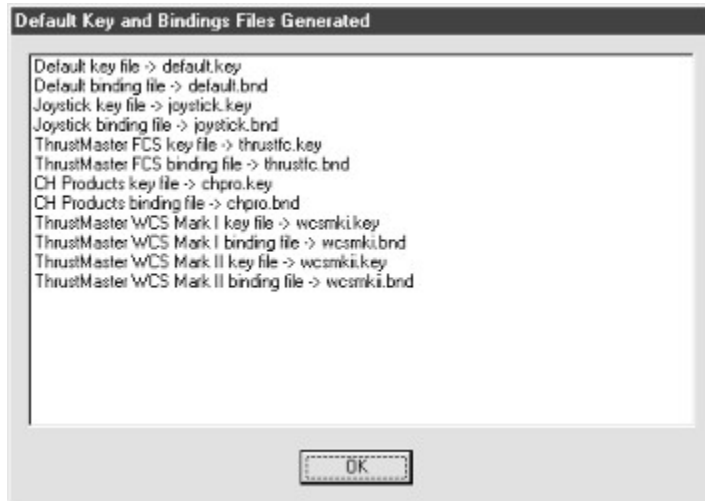 Default Key and Bindings Files Generated
Default key file -> default.key
Default binding file -> default.bnd
Joystick key file -> joystick.key
Joystick binding file -> joystick.bnd
ThrustMaster FCS key file -> thrustfc.key
ThrustMaster FCS binding file -> thrustfc.bnd
CH Products key file -> chpro.key
CH Products binding file -> chpro.bnd
ThrustMaster WCS Mark I key file -> wcsmki.key
ThrustMaster WCS Mark I binding file -> wcsmki.bnd
ThrustMaster WCS Mark II key file -> wcsmkii.key
ThrustMaster WCS Mark II binding file -> wcsmkii.bnd
OK